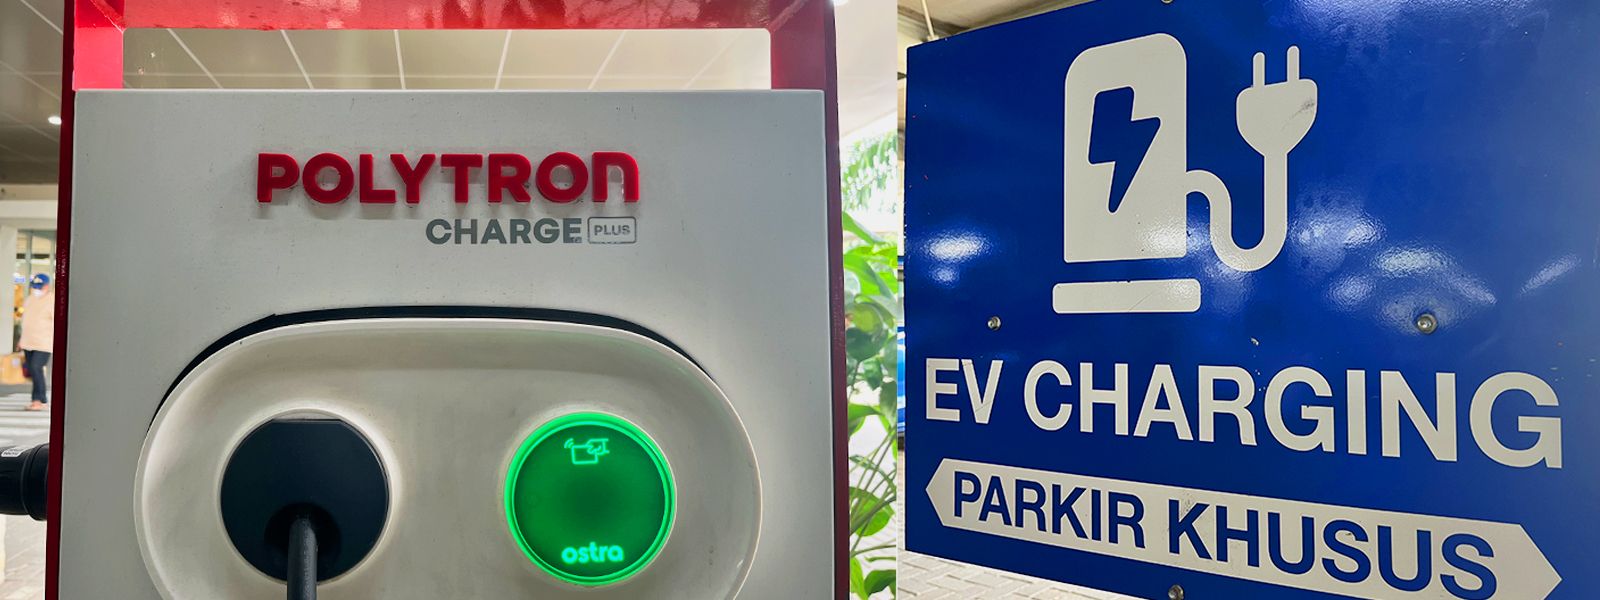 POLYTRON
CHARGE PLUS
ostra
EV CHARGING
PARKIR KHUSUS